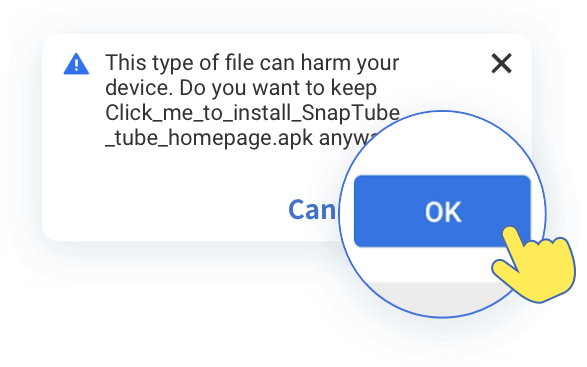 This type of file can harm your
device. Do you want to keep
Click_me_to_install_SnapTube
_tube_homepage.apk
Can
OK